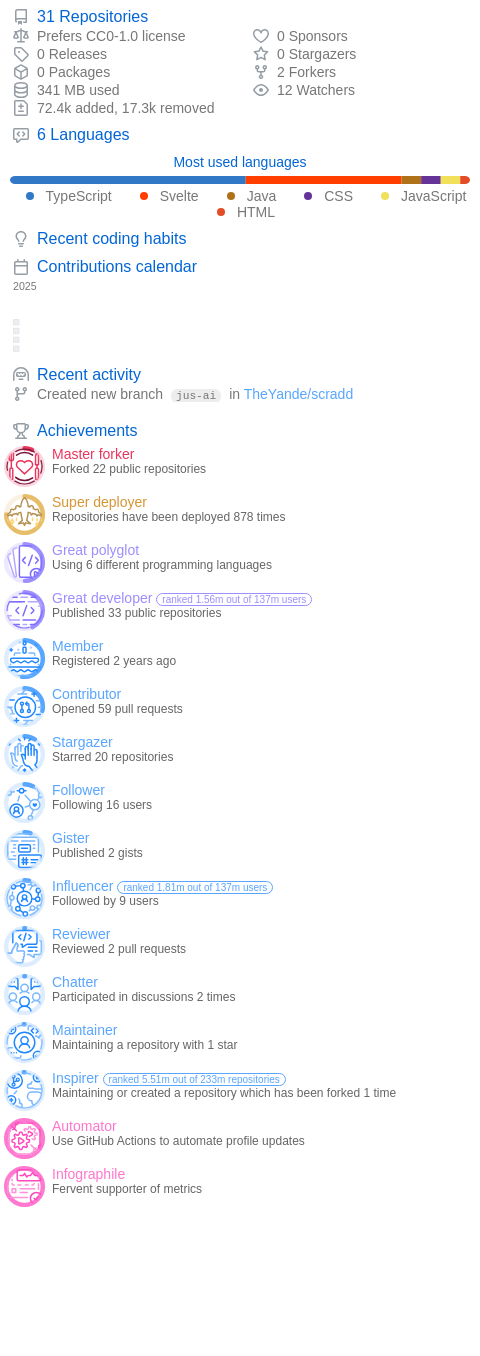 31 Repositories
Prefers CC0-1.0 license
0 Sponsors
0 Releases
0 Stargazers
0 Packages
2 Forkers
341 MB used
12 Watchers
72.4k added, 17.3k removed
6 Languages
Most used languages
TypeScript Svelte Java CSS JavaScript
HTML
Recent coding habits
Contributions calendar
2025
Recent activity
Created new branch jus-ai in TheYande/scradd
Achievements
Master forker
Forked 22 public repositories
Super deployer
Repositories have been deployed 878 times
Great polyglot
Using 6 different programming languages
Great developer ranked 1.56m out of 137m users
Published 33 public repositories
Member
Registered 2 years ago
Contributor
Opened 59 pull requests
Stargazer
Starred 20 repositories
Follower
Following 16 users
Gister
Published 2 gists
Influencer ranked 1.81m out of 137m users
Followed by 9 users
Reviewer
Reviewed 2 pull requests
Chatter
Participated in discussions 2 times
Maintainer
Maintaining a repository with 1 star
Inspirer ranked 5.51m out of 233m repositories
Maintaining or created a repository which has been forked 1 time
Automator
Use GitHub Actions to automate profile updates
Infographile
Fervent supporter of metrics